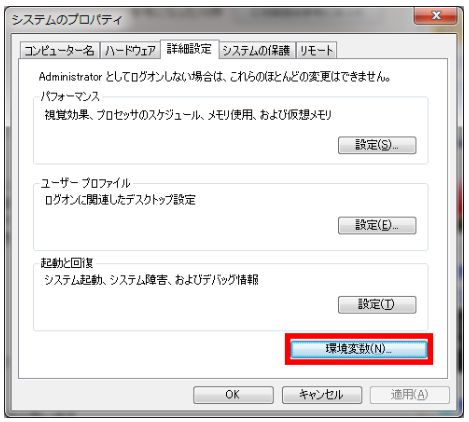 システムのプロパティ
コンピューター名 ハードウェア 詳細設定 システムの保護 リモート
Administrator としてログオンしない場合は、これらのほとんどの変更はできません。
パフォーマンス
視覚効果、プロセッサのスケジュール、メモリ使用、および仮想メモリ
設定(S)...
ユーザー プロファイル
ログオンに関連したデスクトップ設定
設定(E)...
起動と回復
システム起動、システム障害、およびデバッグ情報
設定(T)
環境変数(N)...
OK キャンセル 適用(A)